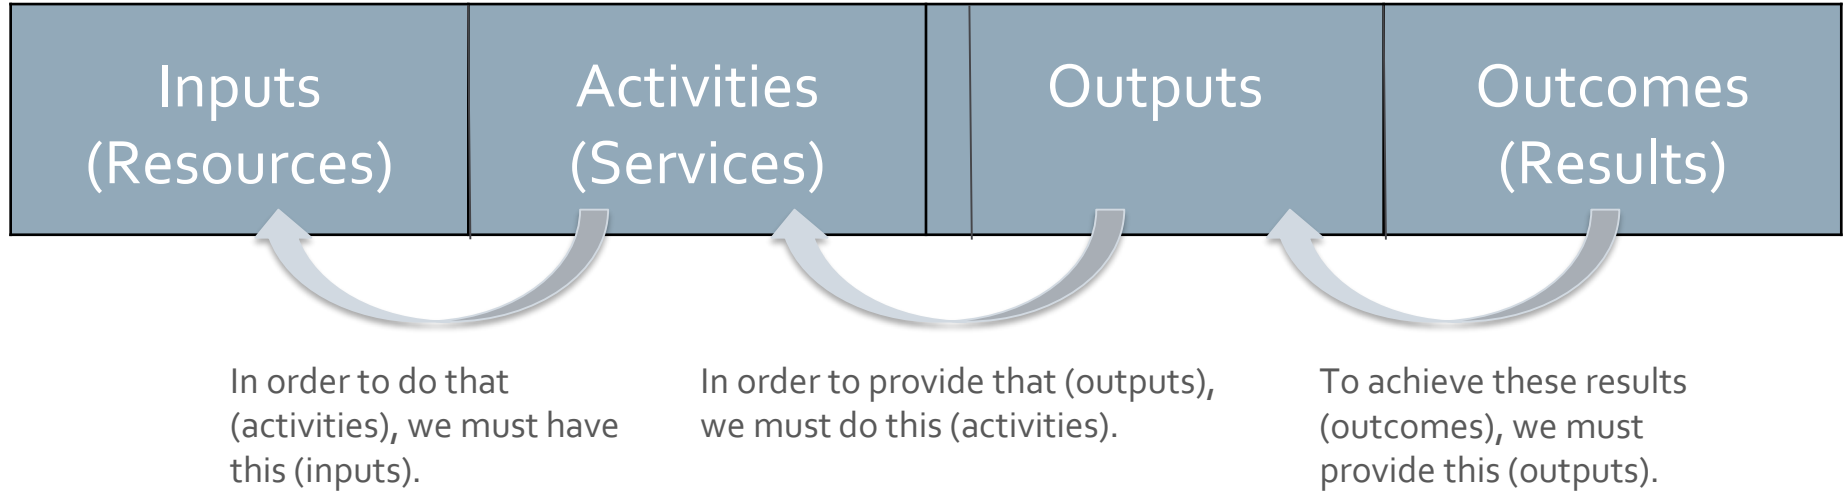 Inputs
(Resources)
Activities
(Services)
Outputs
Outcomes
(Results)
In order to do that
(activities), we must have
this (inputs).
In order to provide that (outputs),
we must do this (activities).
To achieve these results
(outcomes), we must
provide this (outputs).